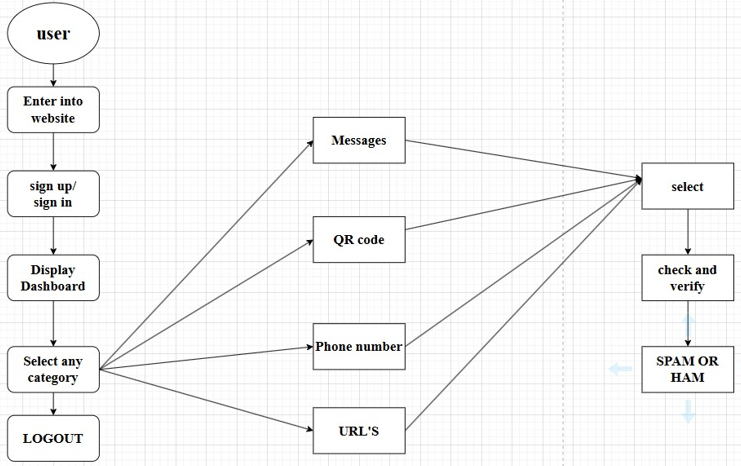 user
Enter into
website
sign up/
sign in
Display
Dashboard
Select any
category
LOGOUT
Messages
QR code
Phone number
URL'S
select
check and
verify
SPAM OR
HAM